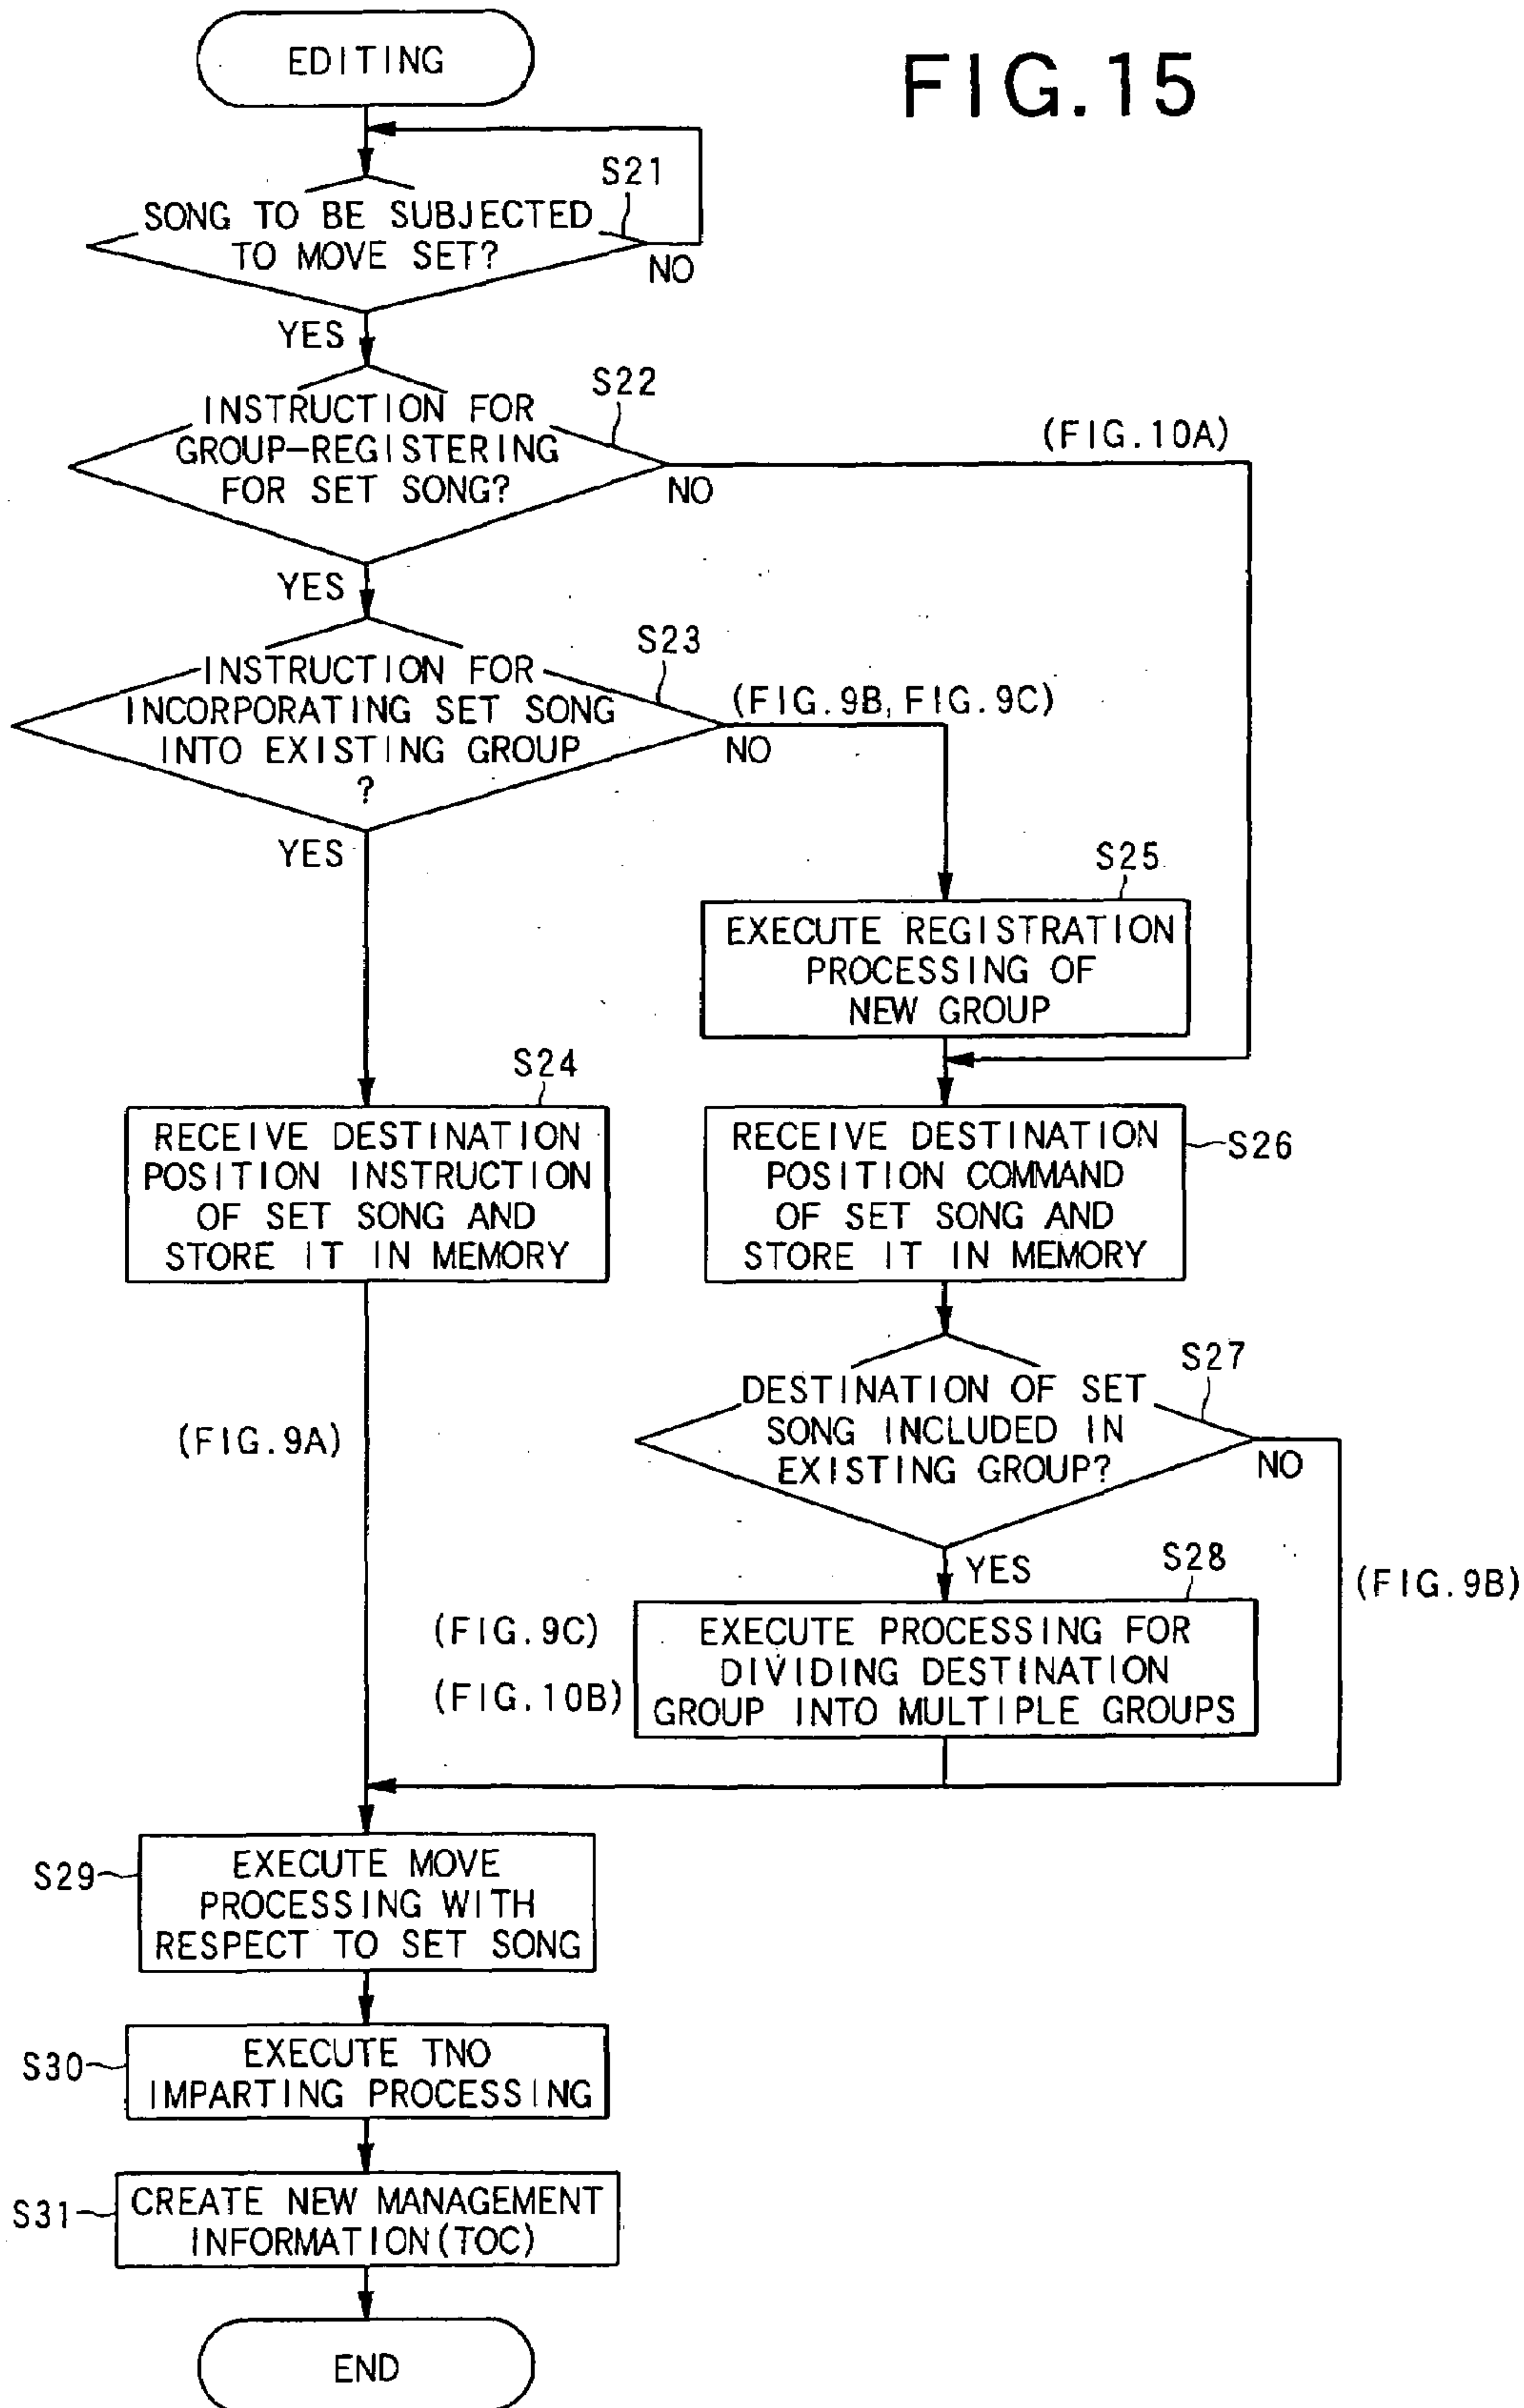 FIG.15
EDITING
S21
SONG TO BE SUBJECTED
TO MOVE SET?
NO
YES
S22
INSTRUCTION FOR
GROUP-REGISTERING
FOR SET SONG?
(FIG.10A)
NO
YES
S23
INSTRUCTION FOR
INCORPORATING SET SONG
INTO EXISTING GROUP
?
(FIG.9B, FIG.9C)
NO
YES
S25
EXECUTE REGISTRATION
PROCESSING OF
NEW GROUP
S24
RECEIVE DESTINATION
POSITION INSTRUCTION
OF SET SONG AND
STORE IT IN MEMORY
RECEIVE DESTINATION
POSITION COMMAND
OF SET SONG AND
STORE IT IN MEMORY
S26
S27
DESTINATION OF SET
SONG INCLUDED IN
EXISTING GROUP?
NO
(FIG.9A)
YES
S28
(FIG.9B)
(FIG.9C)
(FIG.10B)
EXECUTE PROCESSING FOR
DIVIDING DESTINATION
GROUP INTO MULTIPLE GROUPS
S29
EXECUTE MOVE
PROCESSING WITH
RESPECT TO SET SONG
S30
EXECUTE TNO
IMPARTING PROCESSING
S31
CREATE NEW MANAGEMENT
INFORMATION(TOC)
END